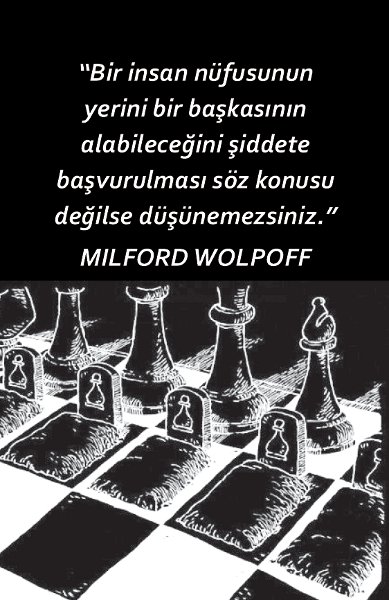 “Bir insan nüfusunun
yerini bir başkasının
alabileceğini şiddete
başvurulması söz konusu
değilse düşünemezsiniz.”
MILFORD WOLPOFF